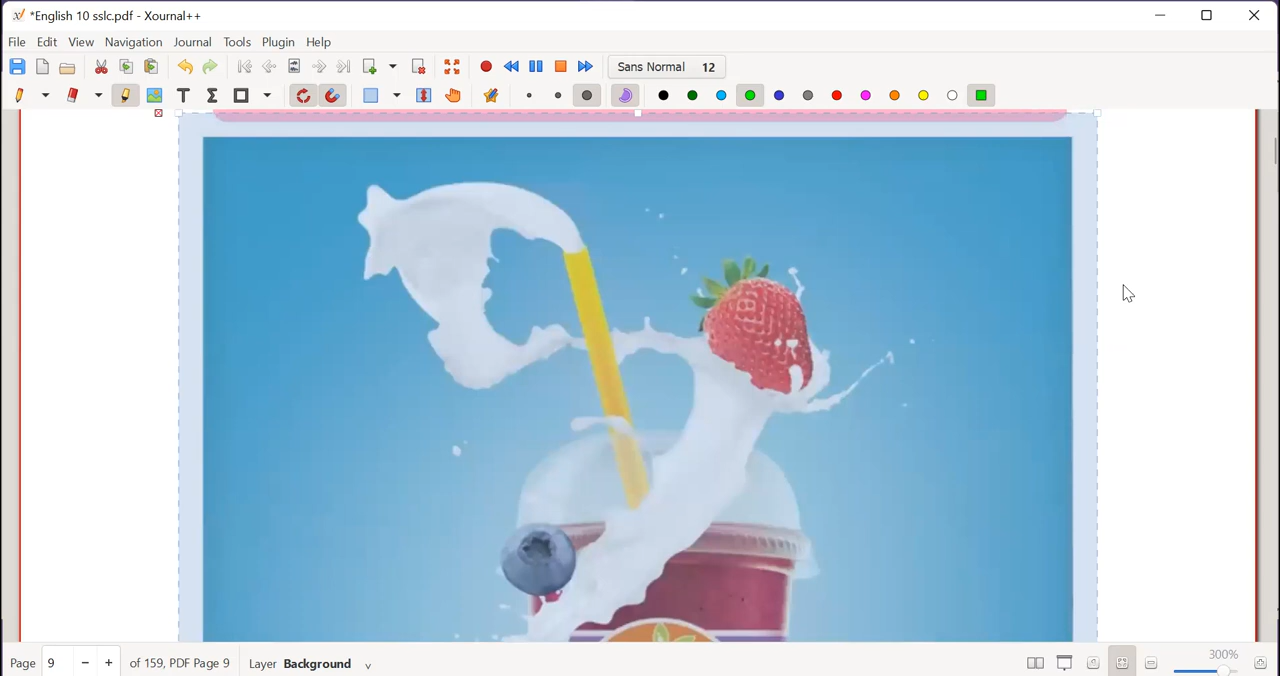 *English 10 sslc.pdf - Xournal++
File Edit View Navigation Journal Tools Plugin Help
Sans Normal 12
Page 9 - + of 159, PDF Page 9 Layer Background 300%